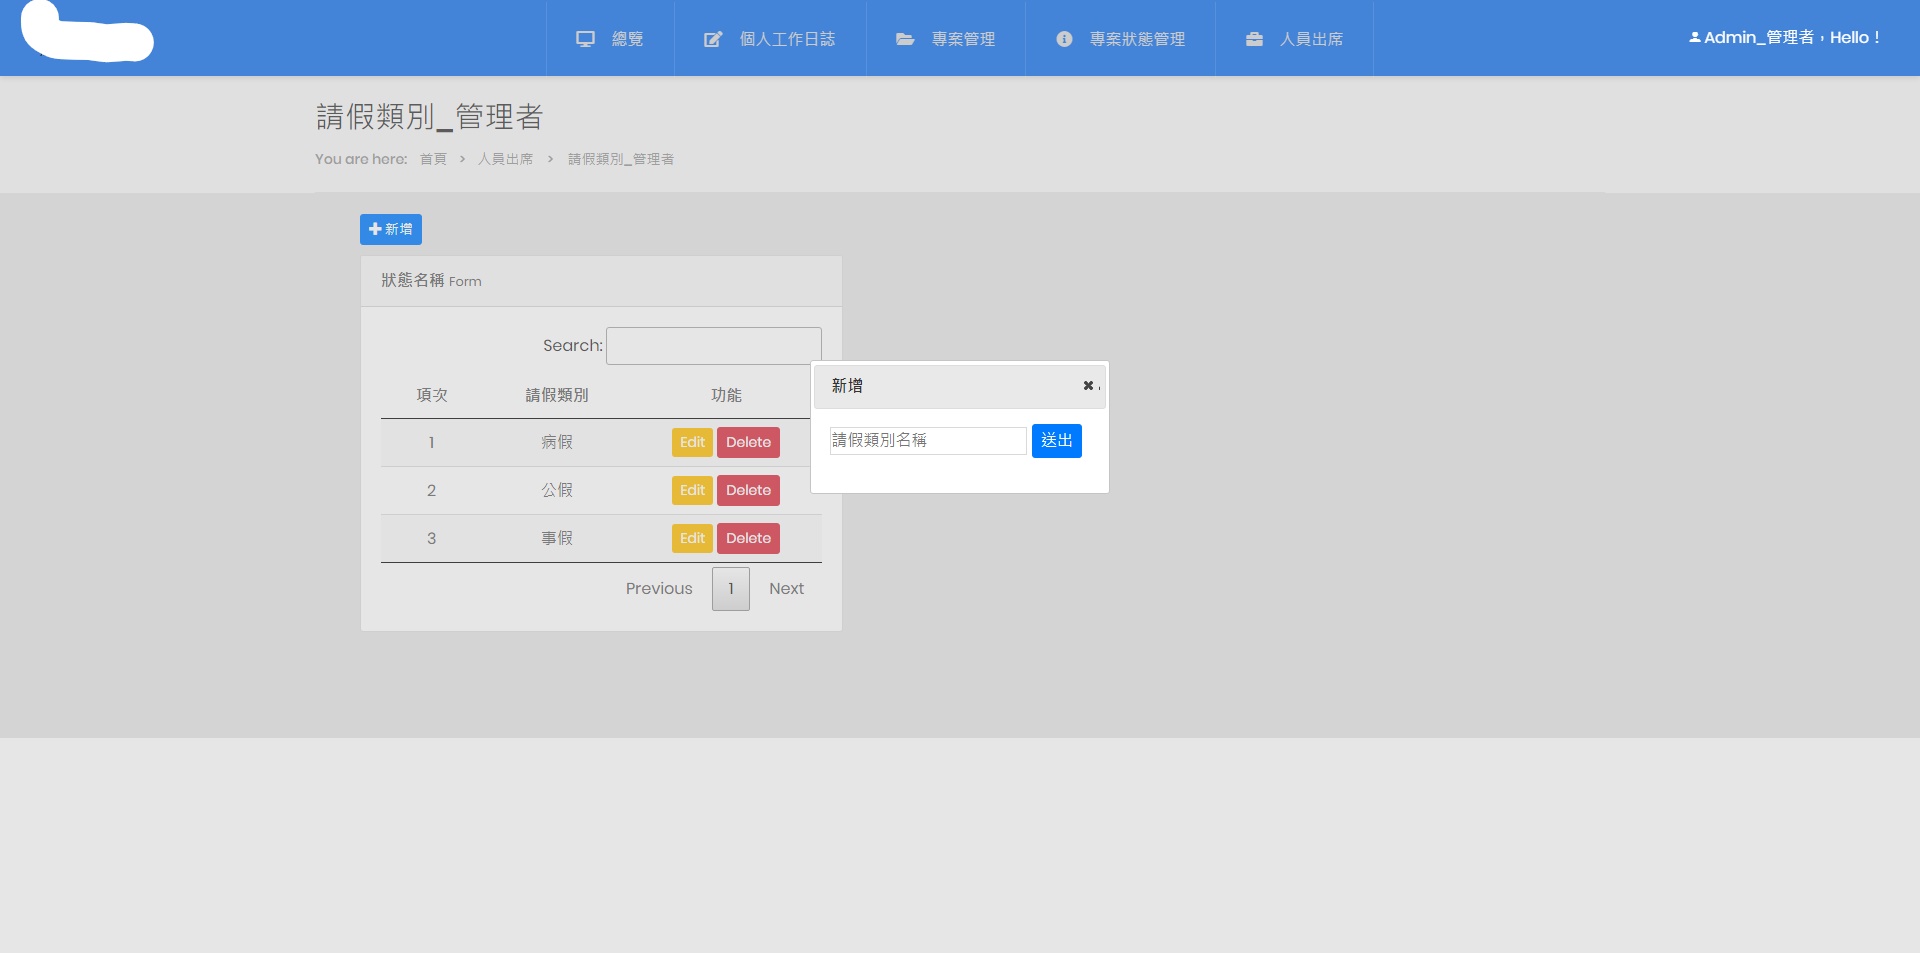 總覽 個人工作日誌 專案管理 專案狀態管理 人員出席 Admin_管理者，Hello！
請假類別_管理者
You are here: 首頁 > 人員出席 > 請假類別_管理者
新增
狀態名稱 Form
Search:
項次 請假類別 功能
1 病假 Edit Delete
2 公假 Edit Delete
3 事假 Edit Delete
Previous 1 Next
新增
請假類別名稱 送出